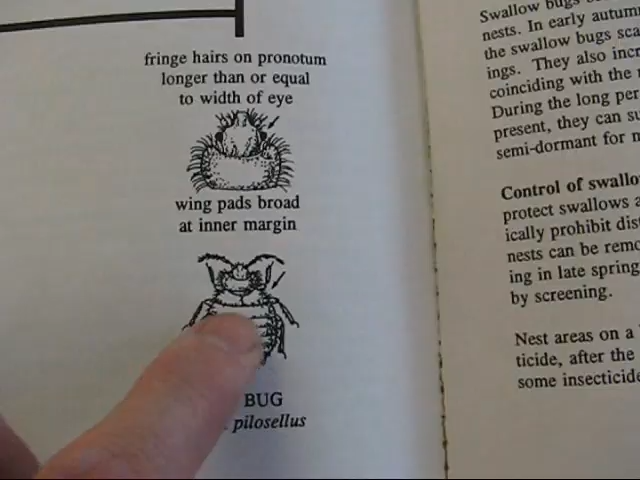 fringe hairs on pronotum
longer than or equal
to width of eye
wing pads broad
at inner margin
BUG
pilosellus
Swallow bugs
nests. In early autum
the swallow bugs sca
ings. They also incr
coinciding with the
During the long per
present, they can su
semi-dormant for
Control of swallo
protect swallows a
ically prohibit dis
nests can be remo
ing in late spring,
by screening.
Nest areas on a
ticide, after the
some insecticide